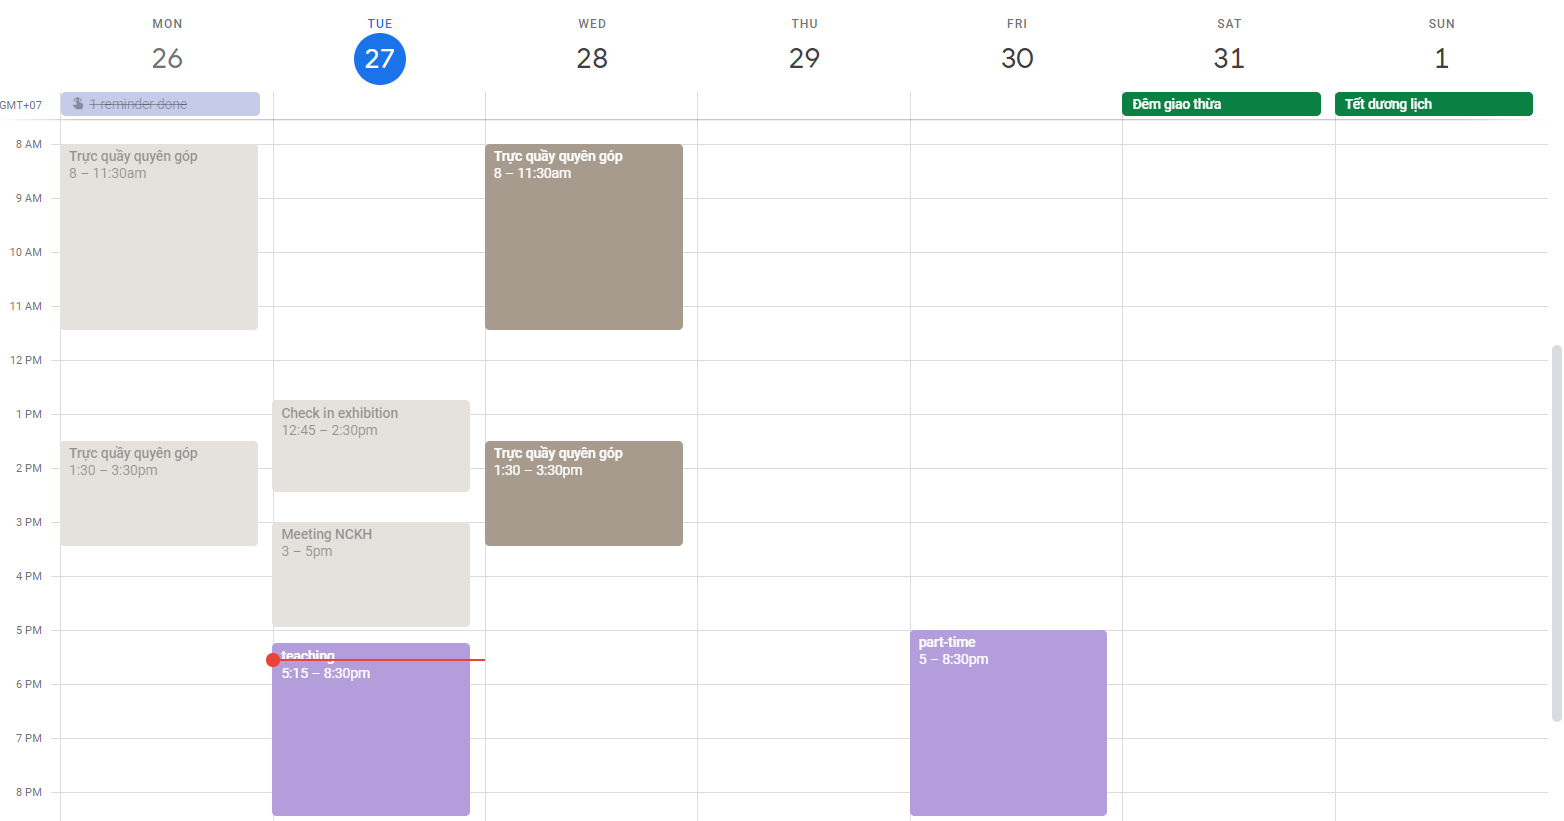 MON
TUE
WED
THU
FRI
SAT
SUN
26
27
28
29
30
31
1
GMT+07
1 reminder done
Đêm giao thừa
Tết dương lịch
8 AM
9 AM
10 AM
11 AM
12 PM
1 PM
2 PM
3 PM
4 PM
5 PM
6 PM
7 PM
8 PM
Trực quầy quyên góp
8 – 11:30am
Trực quầy quyên góp
1:30 – 3:30pm
Check in exhibition
12:45 – 2:30pm
Meeting NCKH
3 – 5pm
teaching
5:15 – 8:30pm
Trực quầy quyên góp
8 – 11:30am
Trực quầy quyên góp
1:30 – 3:30pm
part-time
5 – 8:30pm